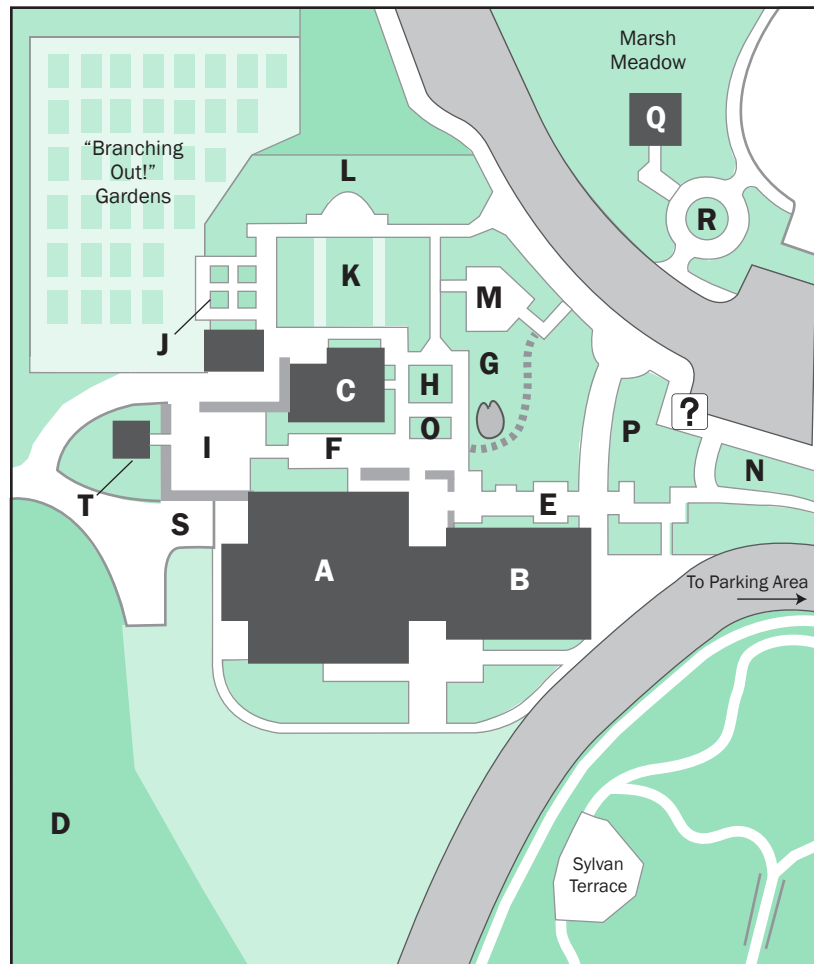 Marsh
Meadow
Q
"Branching
Out!"
Gardens
L
R
K
M
J
G
H
C
?
O
P
I
F
N
T
E
S
A
B
To Parking Area
D
Sylvan
Terrace